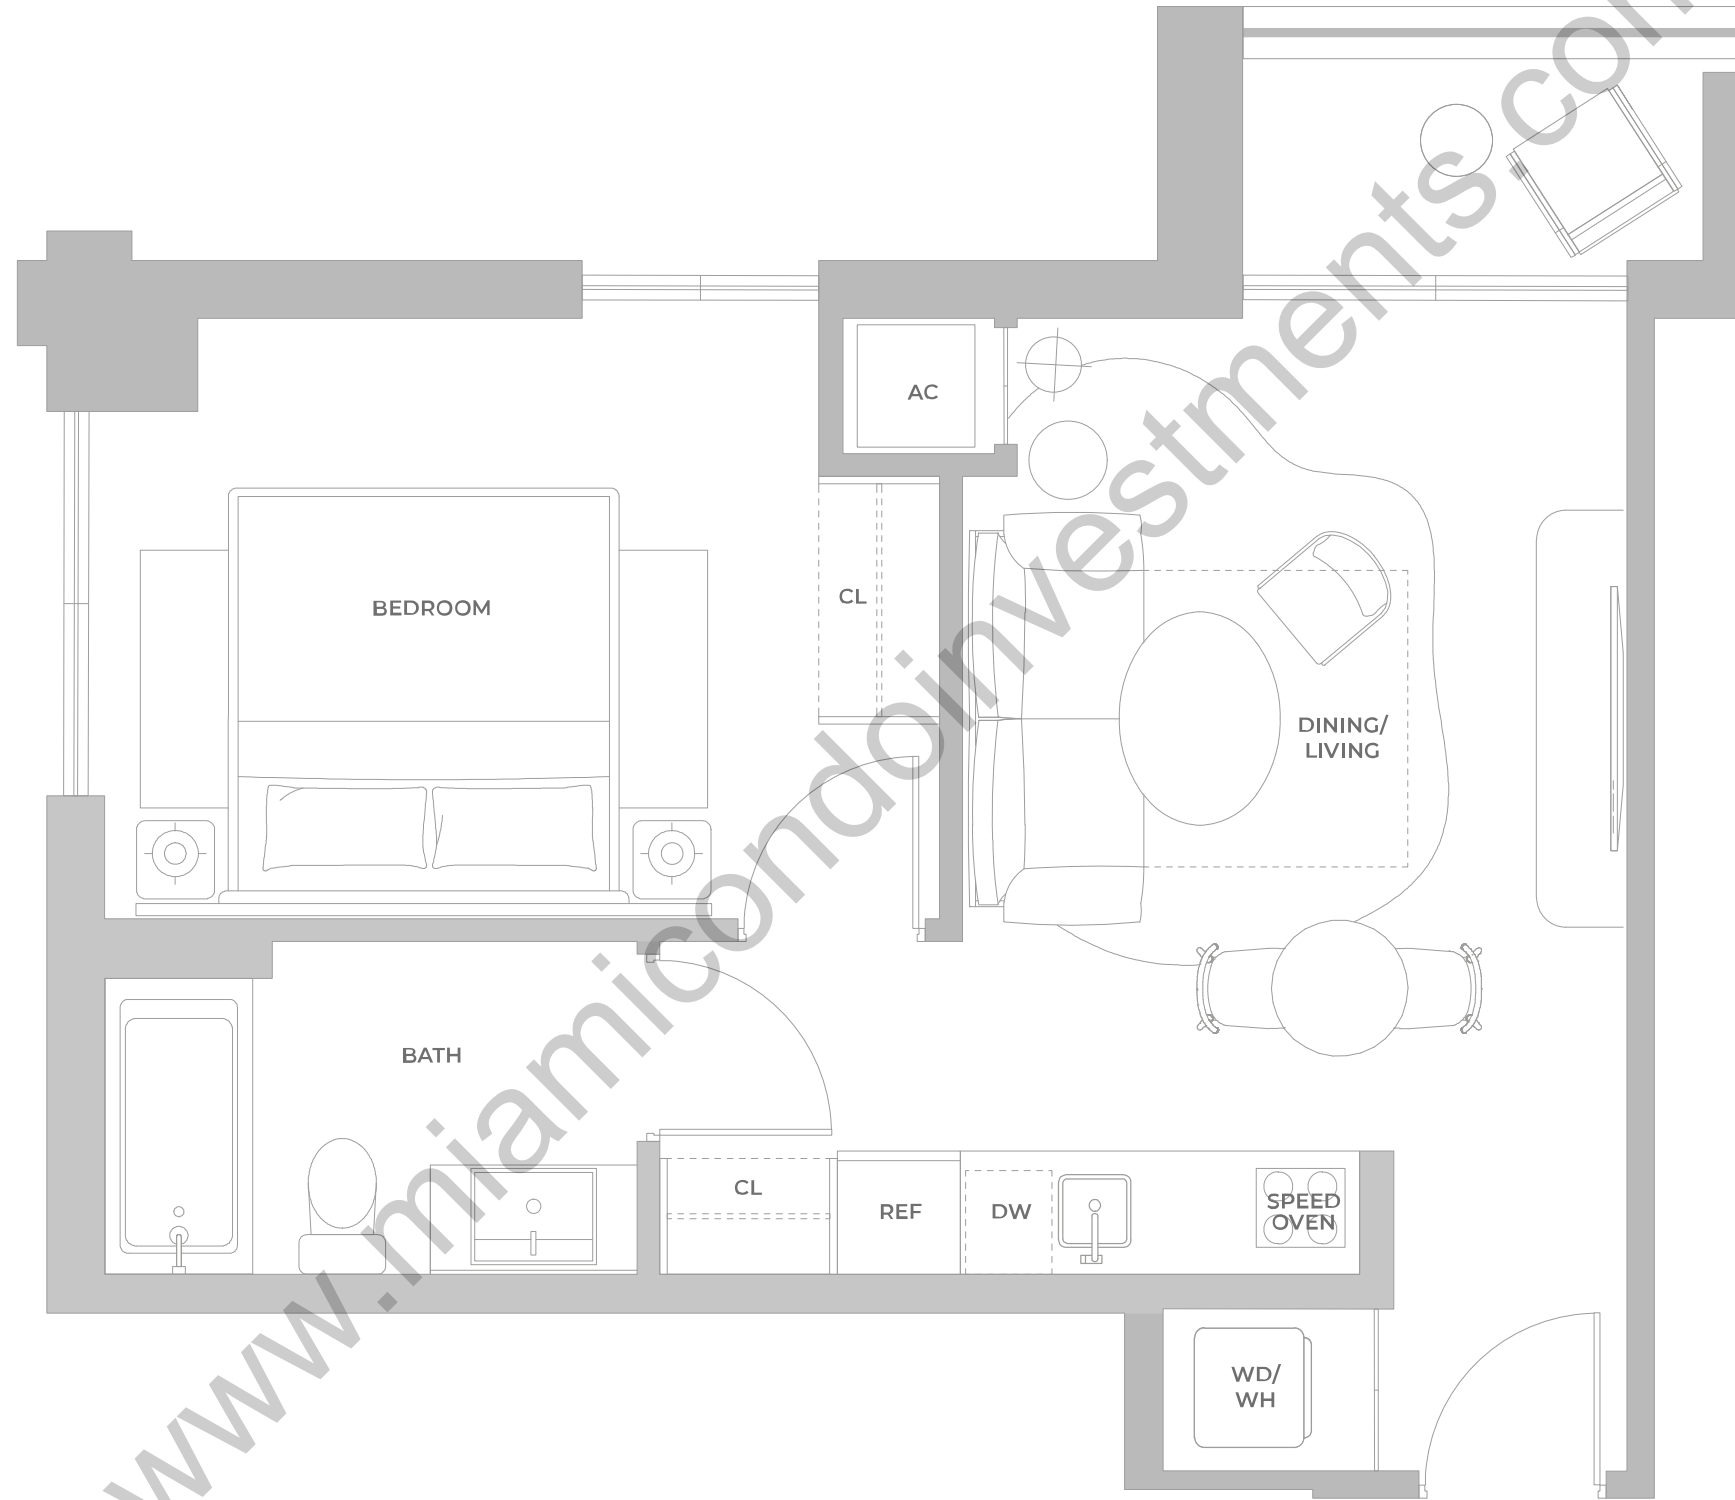 AC
BEDROOM
CL
DINING/
LIVING
BATH
CL
REF
DW
SPEED
OVEN
WD/
WH
www.miamicondoinvestments.com